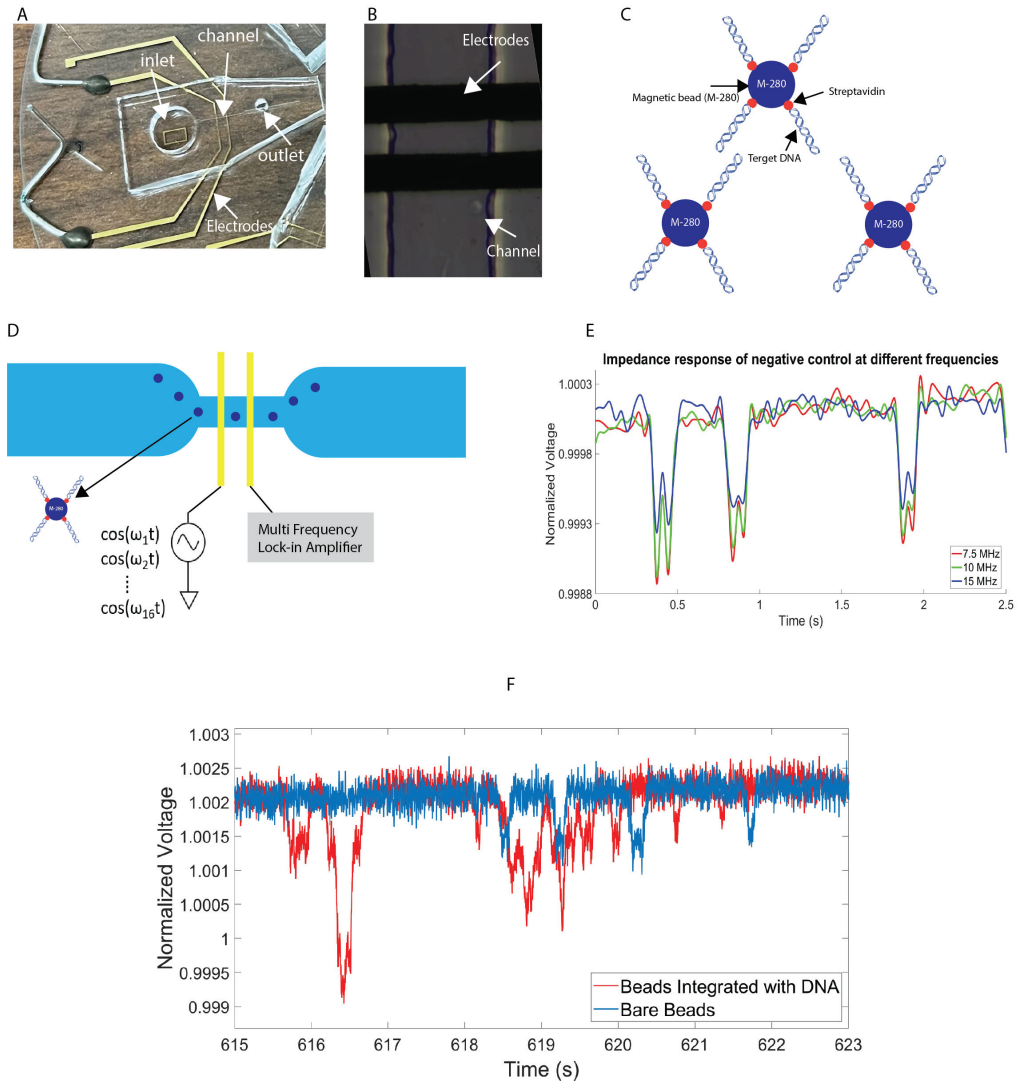 A
channel
inlet
outlet
Electrodes
B
Electrodes
Channel
C
M-280
Magnetic bead (M-280)
Streptavidin
Terget DNA
M-280
M-280
D
M-280
cos(ω1t)
cos(ω2t)
cos(ω16t)
Multi Frequency
Lock-in Amplifier
E
Impedance response of negative control at different frequencies
1.0003
0.9998
0.9993
0.9988
Normalized Voltage
0
0.5
1
1.5
2
2.5
Time (s)
7.5 MHz
10 MHz
15 MHz
F
1.003
1.0025
1.002
1.0015
1.001
1.0005
1
0.9995
0.999
Normalized Voltage
615
616
617
618
619
620
621
622
623
Time (s)
Beads Integrated with DNA
Bare Beads